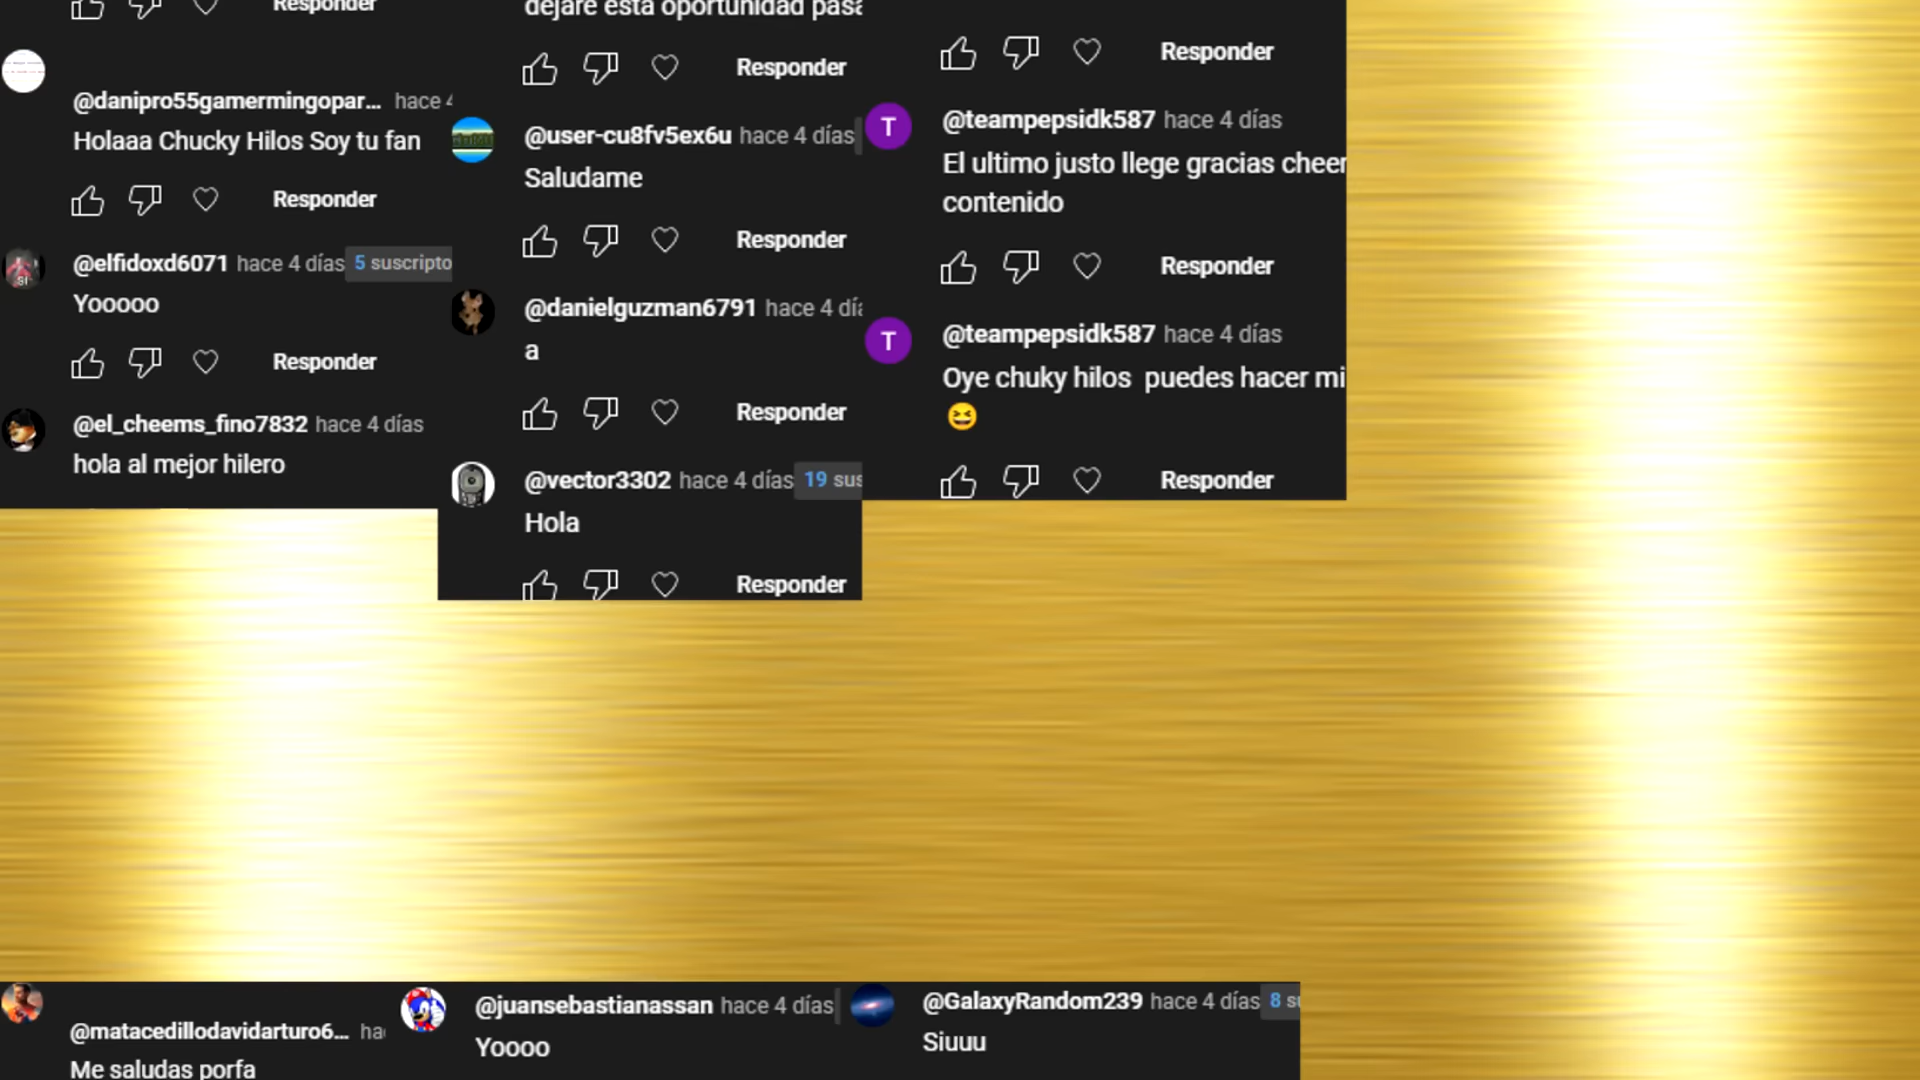 Responder
@danipro55gamermingopar... hace 4
Holaaa Chucky Hilos Soy tu fan
Responder
@elfidoxd6071 hace 4 días 5 suscripto
Yooooo
Responder
@el_cheems_fino7832 hace 4 días
hola al mejor hilero
dejare esta oportunidad pasa
Responder
@user-cu8fv5ex6u hace 4 días
Saludame
Responder
@danielguzman6791 hace 4 día
a
Responder
@vector3302 hace 4 días 19 sus
Hola
Responder
Responder
T
@teampepsidk587 hace 4 días
El ultimo justo llege gracias cheer
contenido
Responder
T
@teampepsidk587 hace 4 días
Oye chuky hilos puedes hacer mi
😆
Responder
@matacedillodavidarturo6... ha
Me saludas porfa
@juansebastianassan hace 4 días
Yoooo
@GalaxyRandom239 hace 4 días 8 su
Siuuu